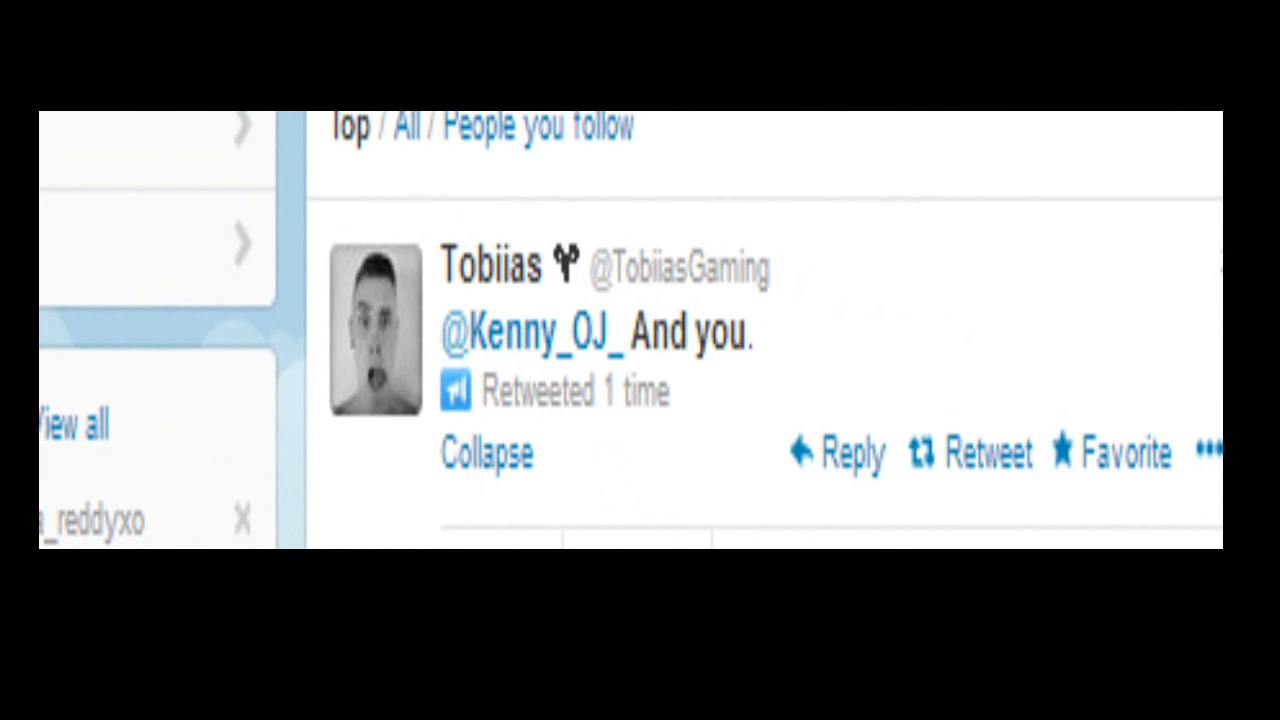 Top / All / People you follow
Tobiias ♈ @TobiiasGaming
@Kenny_OJ_ And you.
Retweeted 1 time
Collapse Reply Retweet Favorite •••
View all
a_reddyxo ×